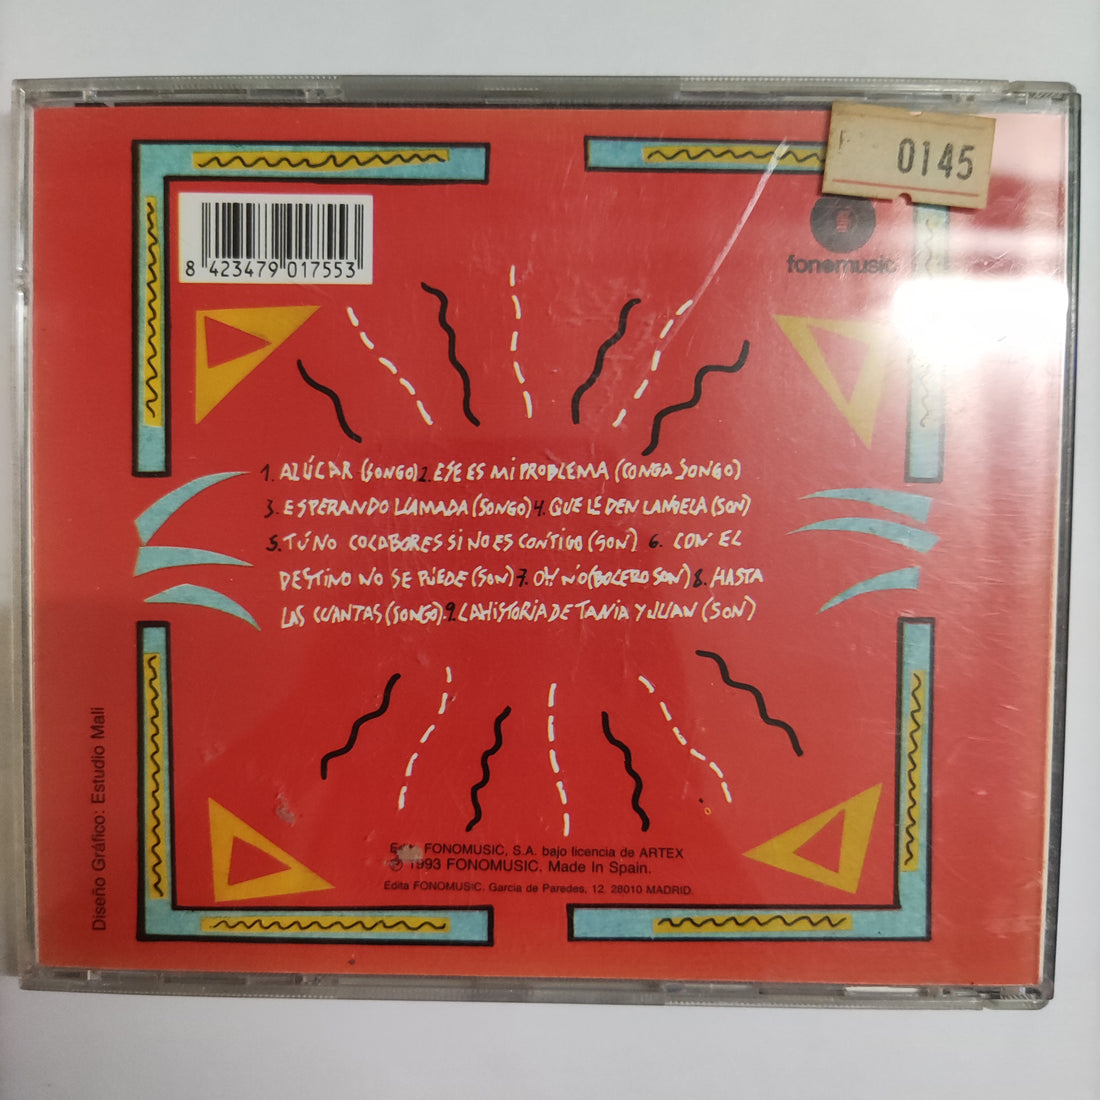 0145
fonomusic
8 423479 017553
1. AZÚCAR (SONGO) 2. ESE ES MI PROBLEMA (CONGA SONGO)
3. ESPERANDO LLAMADA (SONGO) 4. QUE LE DEN CANDELA (SON)
5. TÚ NO COLABORES SI NO ES CONTIGO (SON) 6. CON EL
DESTINO NO SE PUEDE (SON) 7. OH NO (BOLERO SON) 8. HASTA
LAS CUANTAS (SONGO). 9. LA HISTORIA DE TANIA Y JUAN (SON)
Diseño Gráfico: Estudio Mali
FONOMUSIC, S.A. bajo licencia de ARTEX
℗ 1993 FONOMUSIC. Made In Spain.
Edita FONOMUSIC. Garcia de Paredes, 12. 28010 MADRID.